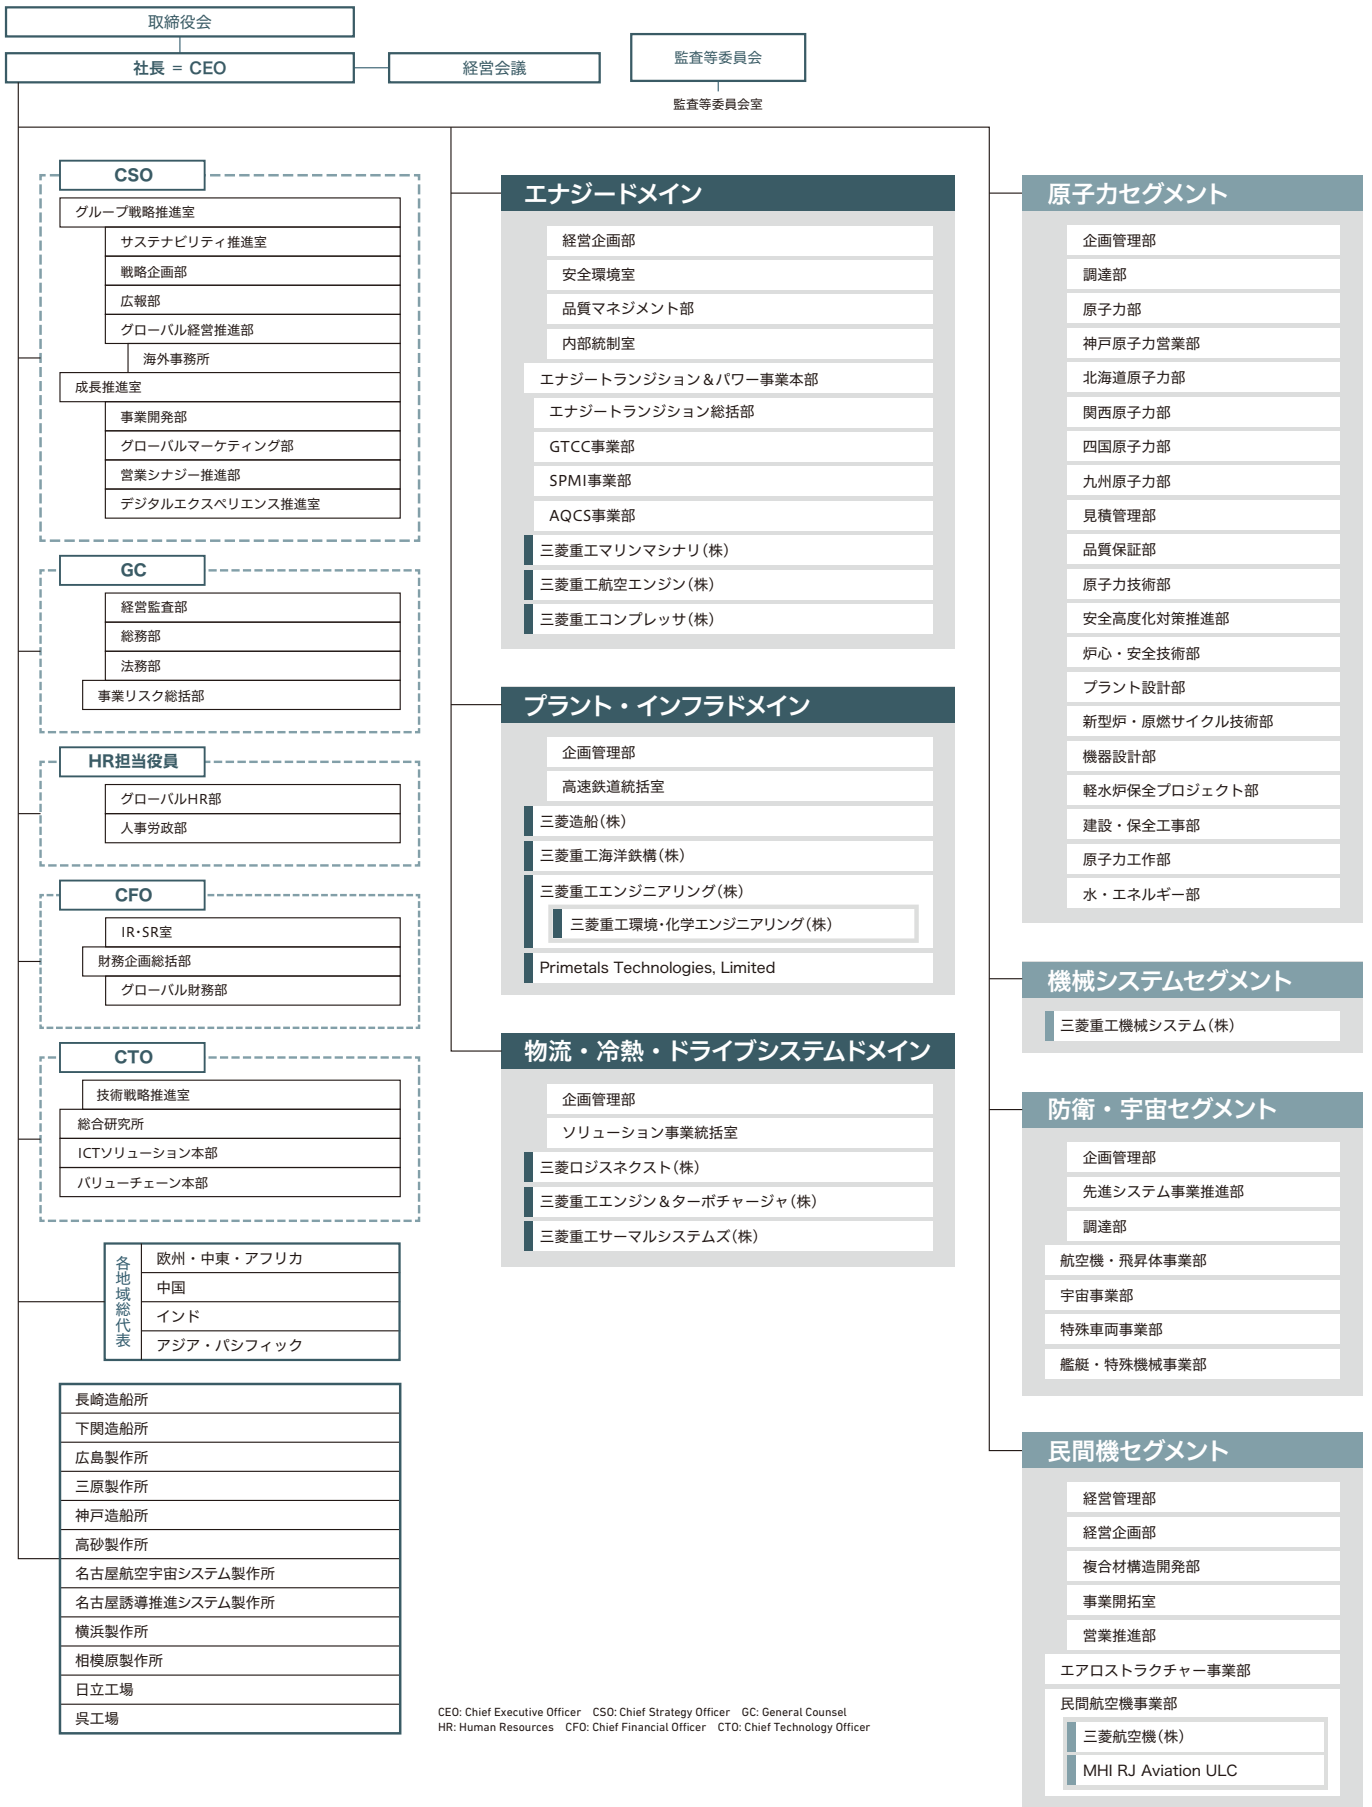 取締役会
社長 = CEO
経営会議
監査等委員会
監査等委員会室
CSO
グループ戦略推進室
サステナビリティ推進室
戦略企画部
広報部
グローバル経営推進部
海外事務所
成長推進室
事業開発部
グローバルマーケティング部
営業シナジー推進部
デジタルエクスペリエンス推進室
GC
経営監査部
総務部
法務部
事業リスク総括部
HR担当役員
グローバルHR部
人事労政部
CFO
IR・SR室
財務企画総括部
グローバル財務部
CTO
技術戦略推進室
総合研究所
ICTソリューション本部
バリューチェーン本部
各地域総代表
欧州・中東・アフリカ
中国
インド
アジア・パシフィック
長崎造船所
下関造船所
広島製作所
三原製作所
神戸造船所
高砂製作所
名古屋航空宇宙システム製作所
名古屋誘導推進システム製作所
横浜製作所
相模原製作所
日立工場
呉工場
エナジードメイン
経営企画部
安全環境室
品質マネジメント部
内部統制室
エナジートランジション&パワー事業本部
エナジートランジション総括部
GTCC事業部
SPMI事業部
AQCS事業部
三菱重工マリンマシナリ(株)
三菱重工航空エンジン(株)
三菱重工コンプレッサ(株)
プラント・インフラドメイン
企画管理部
高速鉄道統括室
三菱造船(株)
三菱重工海洋鉄構(株)
三菱重工エンジニアリング(株)
三菱重工環境・化学エンジニアリング(株)
Primetals Technologies, Limited
物流・冷熱・ドライブシステムドメイン
企画管理部
ソリューション事業統括室
三菱ロジスネクスト(株)
三菱重工エンジン&ターボチャージャ(株)
三菱重工サーマルシステムズ(株)
原子力セグメント
企画管理部
調達部
原子力部
神戸原子力営業部
北海道原子力部
関西原子力部
四国原子力部
九州原子力部
見積管理部
品質保証部
原子力技術部
安全高度化対策推進部
炉心・安全技術部
プラント設計部
新型炉・原燃サイクル技術部
機器設計部
軽水炉保全プロジェクト部
建設・保全工事部
原子力工作部
水・エネルギー部
機械システムセグメント
三菱重工機械システム(株)
防衛・宇宙セグメント
企画管理部
先進システム事業推進部
調達部
航空機・飛昇体事業部
宇宙事業部
特殊車両事業部
艦艇・特殊機械事業部
民間機セグメント
経営管理部
経営企画部
複合材構造開発部
事業開拓室
営業推進部
エアロストラクチャー事業部
民間航空機事業部
三菱航空機(株)
MHI RJ Aviation ULC
CEO: Chief Executive Officer CSO: Chief Strategy Officer GC: General Counsel
HR: Human Resources CFO: Chief Financial Officer CTO: Chief Technology Officer